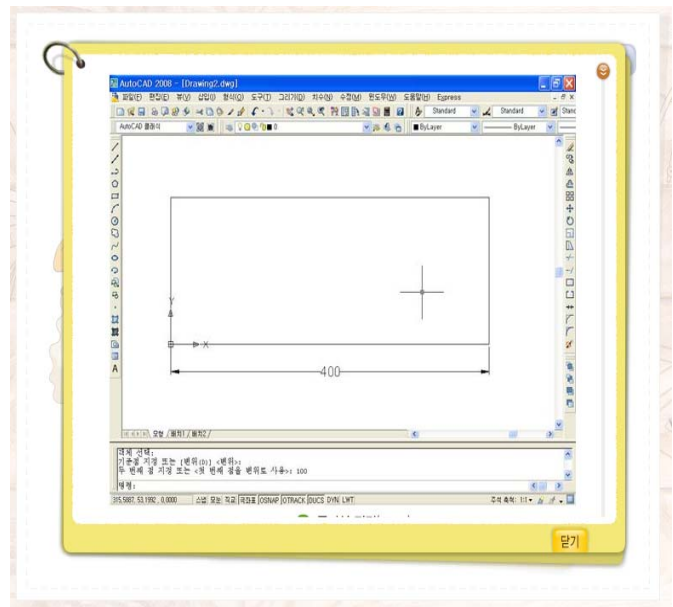 AutoCAD 2008 - [Drawing2.dwg]
파일(F) 편집(E) 뷰(V) 삽입(I) 형식(O) 도구(T) 그리기(D) 치수(N) 수정(M) 윈도우(W) 도움말(H) Express
Standard Standard Stand
AutoCAD 클래식 0 ByLayer ByLayer
Y
X
400
A
모형 / 배치1 / 배치2 /
객체 선택:
기준점 지정 또는 [변위(D)] <변위>:
두 번째 점 지정 또는 <첫 번째 점을 변위로 사용>: 100
명령:
315.5887, 53.1992, 0.0000 스냅 모눈 직교 극좌표 OSNAP OTRACK DUCS DYN LWT 주석 축척: 1:1
닫기